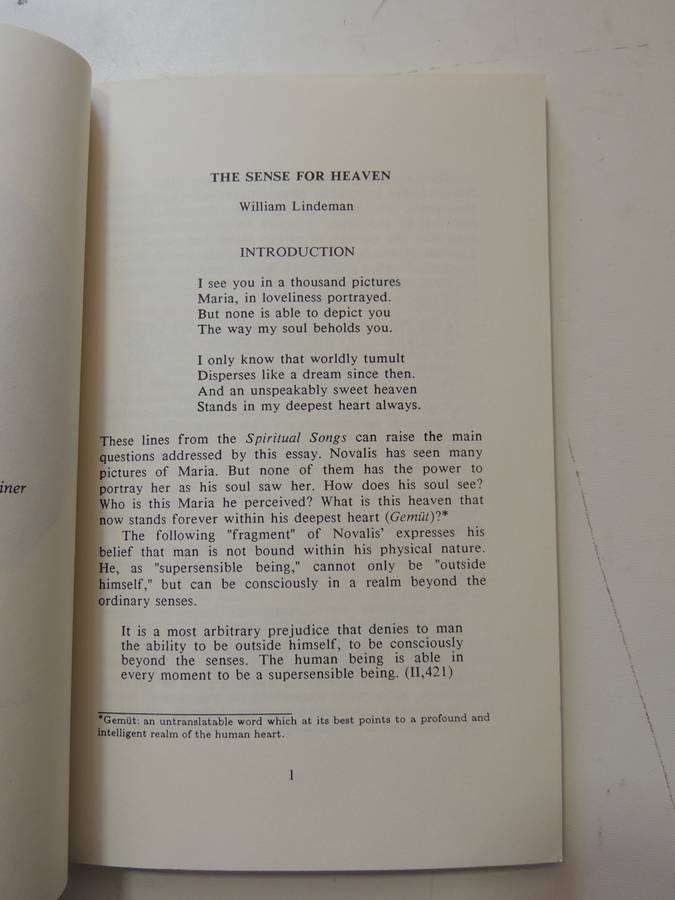 iner
THE SENSE FOR HEAVEN
William Lindeman
INTRODUCTION
I see you in a thousand pictures
Maria, in loveliness portrayed.
But none is able to depict you
The way my soul beholds you.
I only know that worldly tumult
Disperses like a dream since then.
And an unspeakably sweet heaven
Stands in my deepest heart always.
These lines from the Spiritual Songs can raise the main
questions addressed by this essay. Novalis has seen many
pictures of Maria. But none of them has the power to
portray her as his soul saw her. How does his soul see?
Who is this Maria he perceived? What is this heaven that
now stands forever within his deepest heart (Gemüt)?*
The following "fragment" of Novalis' expresses his
belief that man is not bound within his physical nature.
He, as "supersensible being," cannot only be "outside
himself," but can be consciously in a realm beyond the
ordinary senses.
It is a most arbitrary prejudice that denies to man
the ability to be outside himself, to be consciously
beyond the senses. The human being is able in
every moment to be a supersensible being. (II,421)
*Gemüt: an untranslatable word which at its best points to a profound and
intelligent realm of the human heart.
1